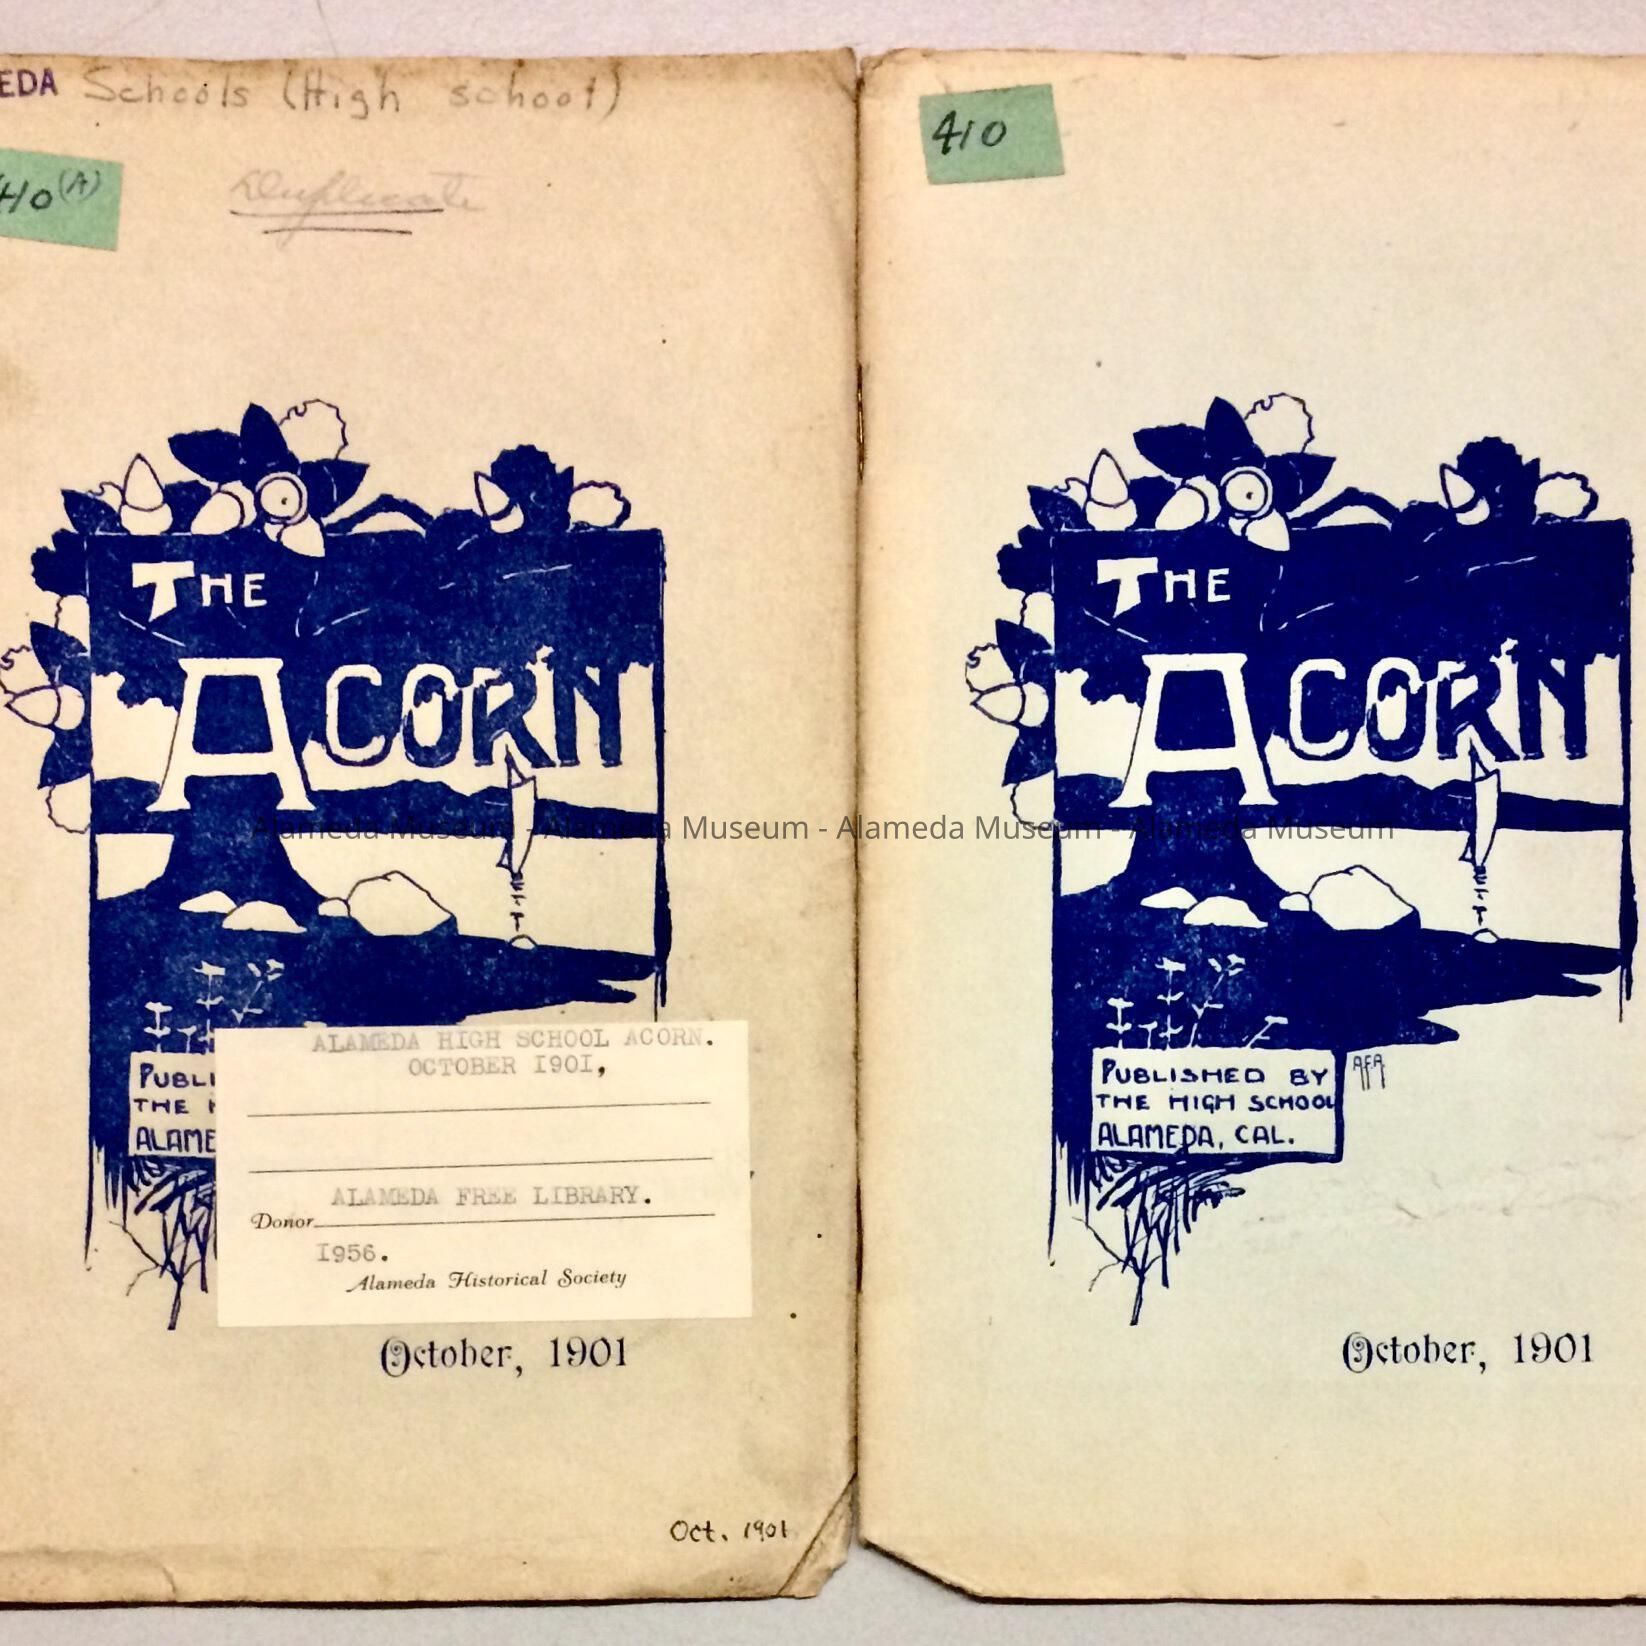 EDA Schools (High school)
410(A)
Duplicate
THE
ACORN
PUBLI
THE H
ALAME
ALAMEDA HIGH SCHOOL ACORN.
OCTOBER 1901,
ALAMEDA FREE LIBRARY.
Donor
1956.
Alameda Historical Society
October, 1901
Oct. 1901
410
THE
ACORN
PUBLISHED BY
THE HIGH SCHOOL
ALAMEDA, CAL.
AFA
October, 1901
Alameda Museum - Alameda Museum - Alameda Museum - Alameda Museum